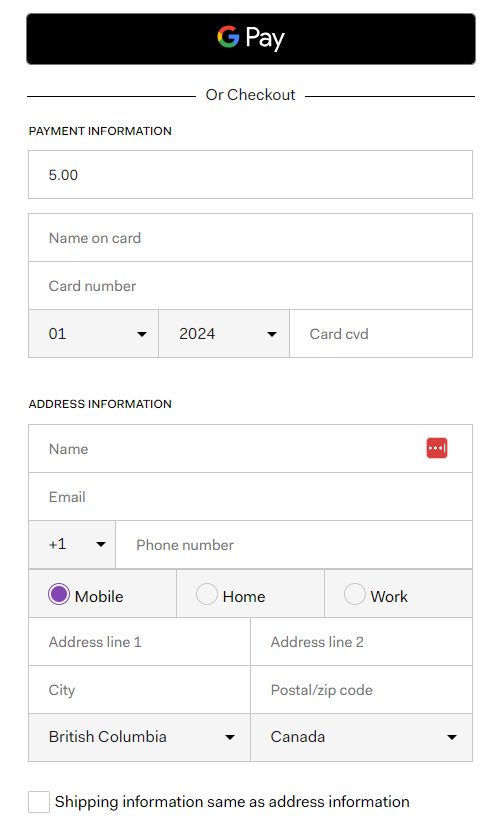 G Pay
Or Checkout
PAYMENT INFORMATION
5.00
Name on card
Card number
01 2024 Card cvd
ADDRESS INFORMATION
Name
Email
+1 Phone number
Mobile Home Work
Address line 1 Address line 2
City Postal/zip code
British Columbia Canada
Shipping information same as address information